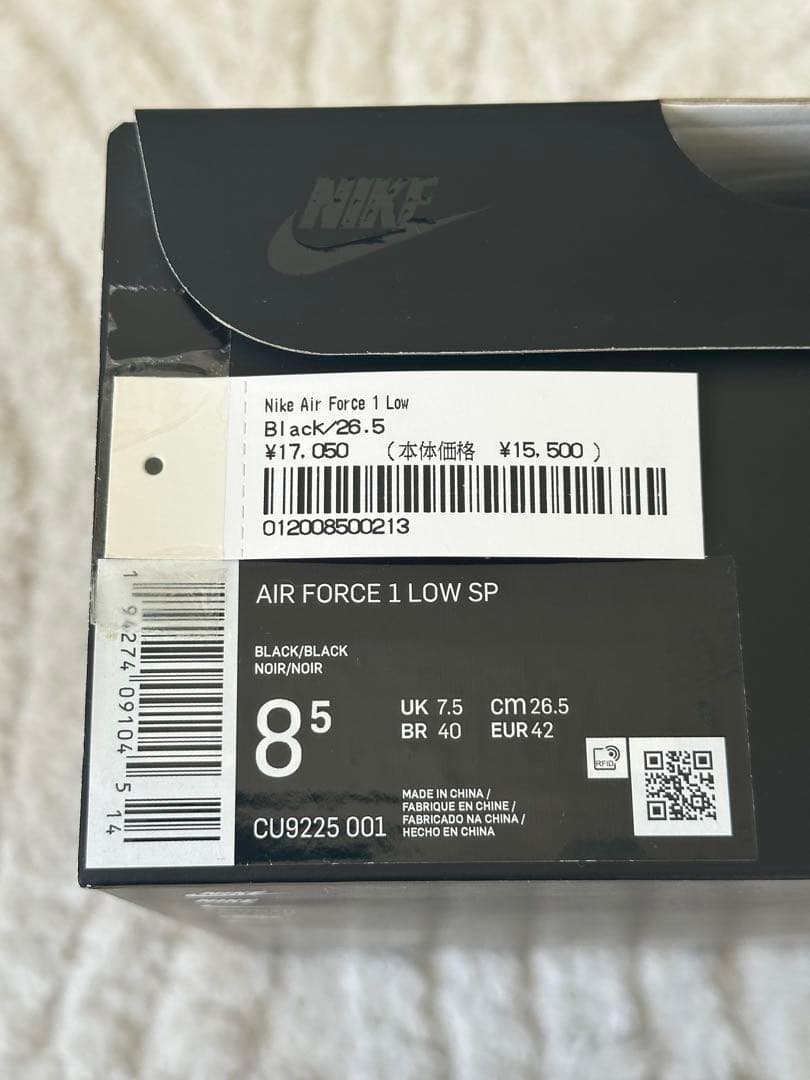 NIKE
Nike Air Force 1 Low
Black/26.5
¥17,050 (本体価格 ¥15,500)
012008500213
AIR FORCE 1 LOW SP
BLACK/BLACK
NOIR/NOIR
8⁵
UK 7.5 cm 26.5
BR 40 EUR 42
RFID
MADE IN CHINA /
FABRIQUE EN CHINE /
FABRICADO NA CHINA /
HECHO EN CHINA
CU9225 001
1 94274 09104 5 14
NIKE
NIKE